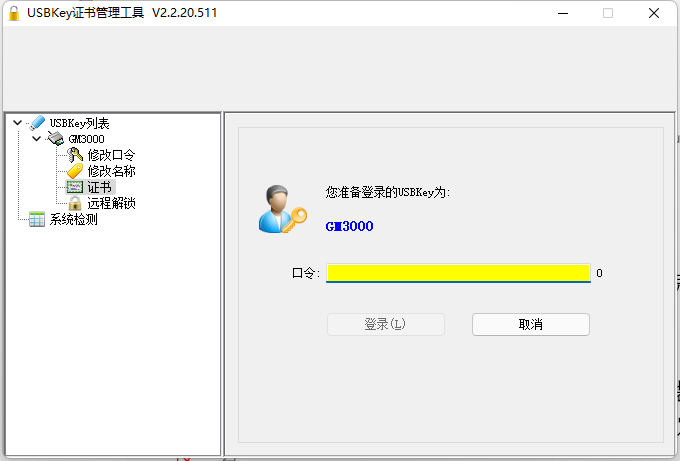 USBKey证书管理工具 V2.2.20.511
USBKey列表
GM3000
修改口令
修改名称
证书
远程解锁
系统检测
您准备登录的USBKey为:
GM3000
口令: 0
登录(L) 取消